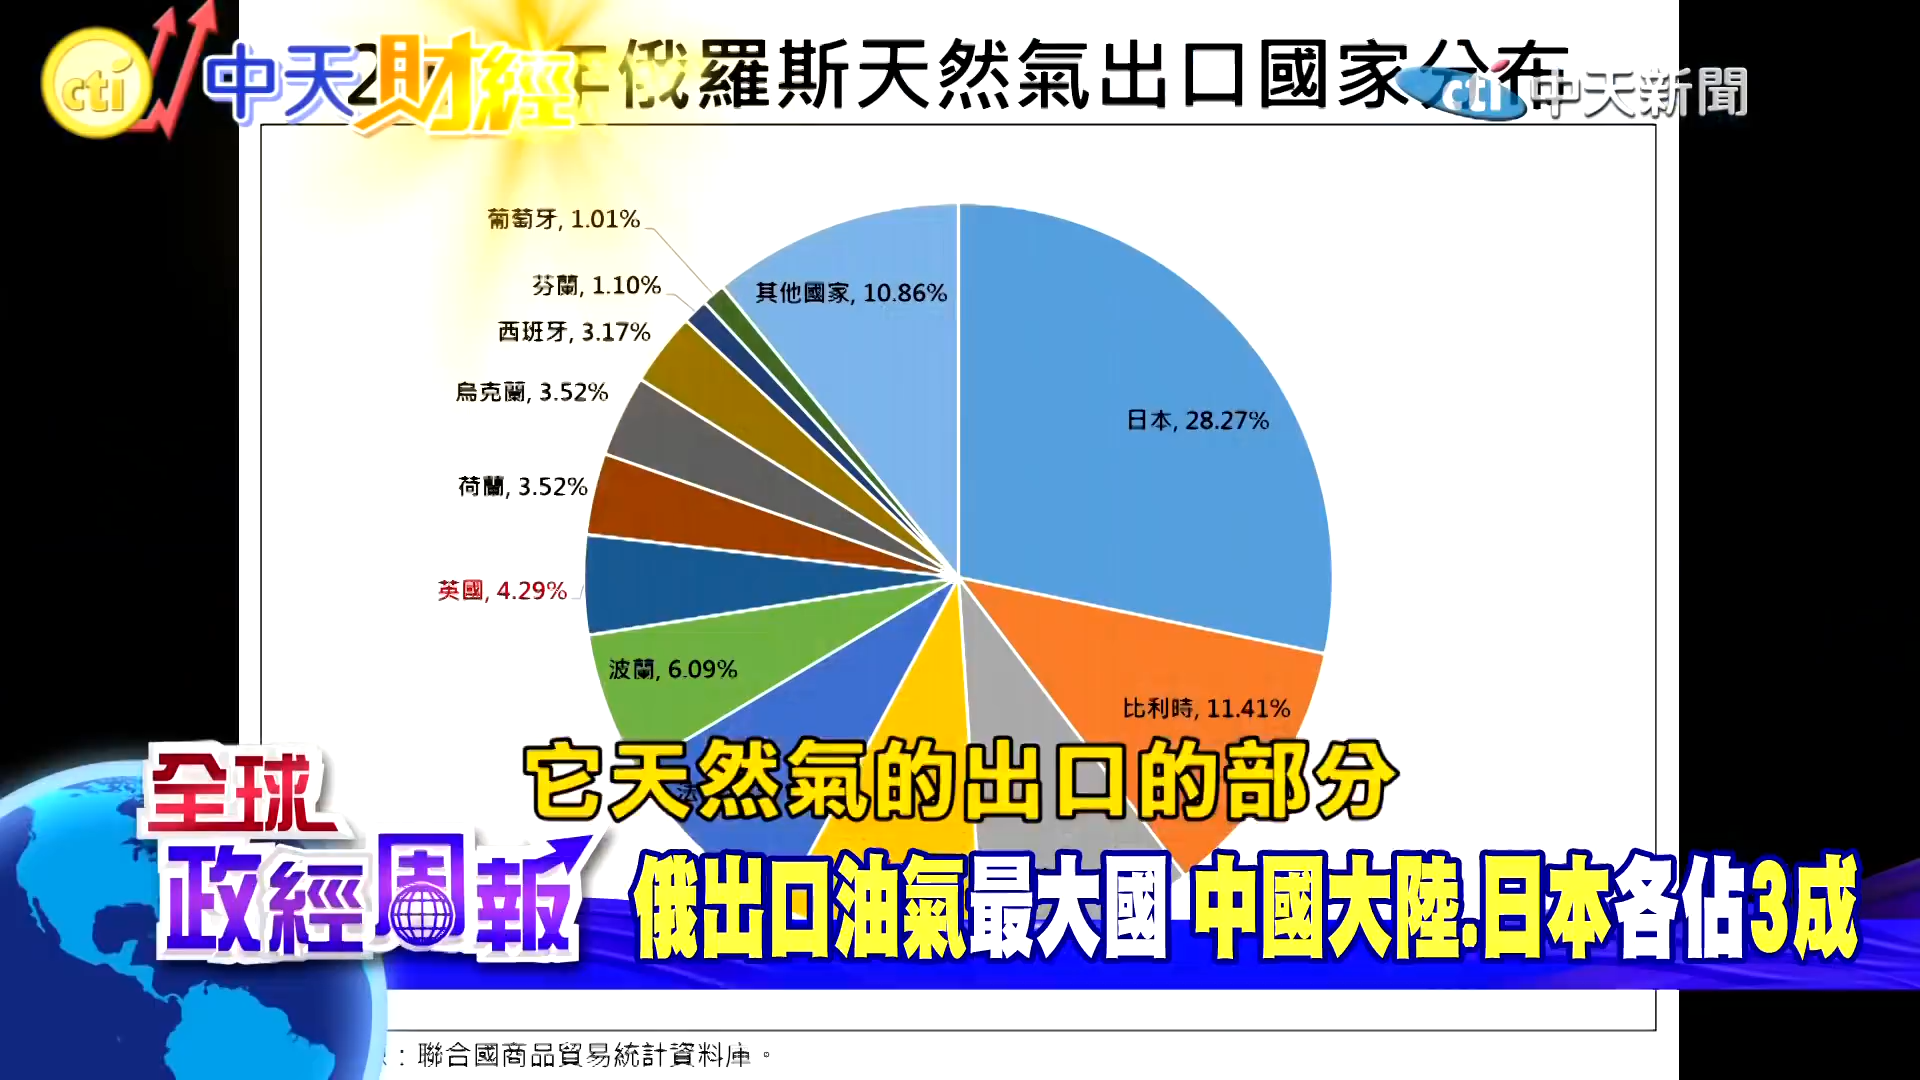 cti 中天財經
年俄羅斯天然氣出口國家分布
cti 中天新聞
葡萄牙, 1.01%
芬蘭, 1.10%
其他國家, 10.86%
西班牙, 3.17%
烏克蘭, 3.52%
日本, 28.27%
荷蘭, 3.52%
英國, 4.29%
波蘭, 6.09%
比利時, 11.41%
它天然氣的出口的部分
全球
政經周報
俄出口油氣最大國 中國大陸.日本各佔3成
：聯合國商品貿易統計資料庫。